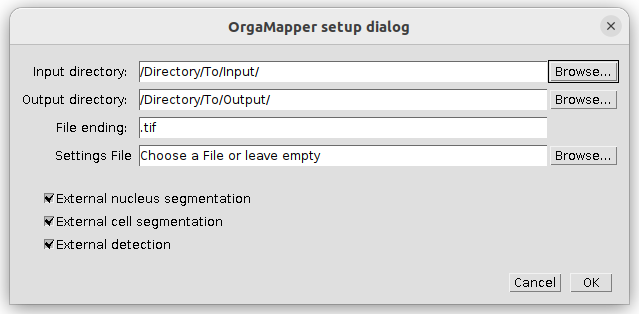 OrgaMapper setup dialog
Input directory: /Directory/To/Input/ Browse...
Output directory: /Directory/To/Output/ Browse...
File ending: .tif
Settings File Choose a File or leave empty Browse...
External nucleus segmentation
External cell segmentation
External detection
Cancel OK